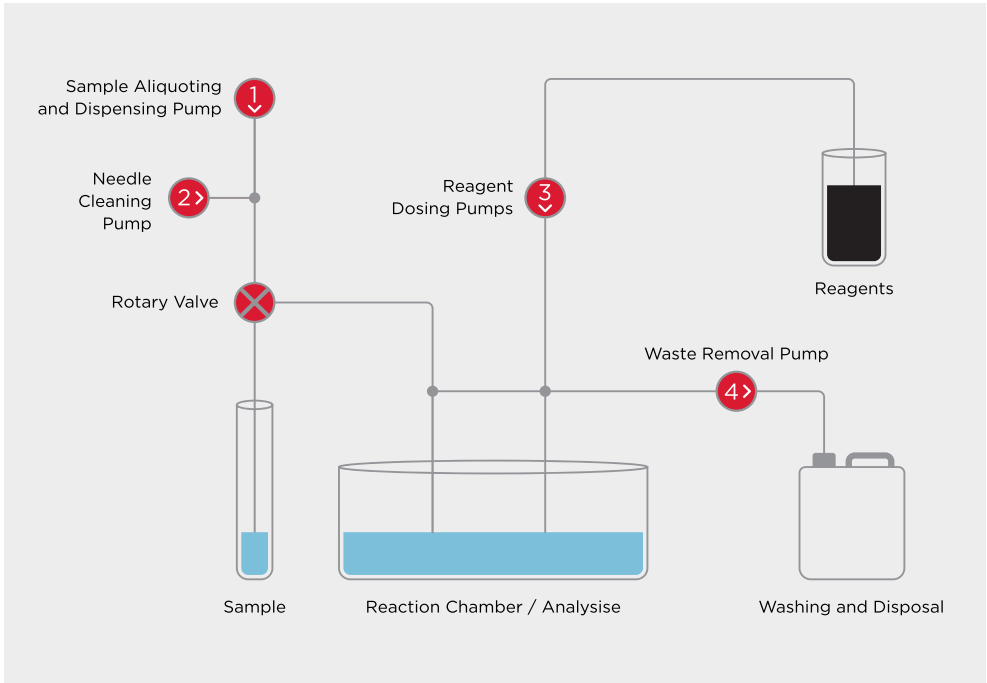 Sample Aliquoting
and Dispensing Pump
1
Needle
Cleaning
Pump
2
Reagent
Dosing Pumps
3
Reagents
Rotary Valve
Waste Removal Pump
4
Sample
Reaction Chamber / Analysise
Washing and Disposal